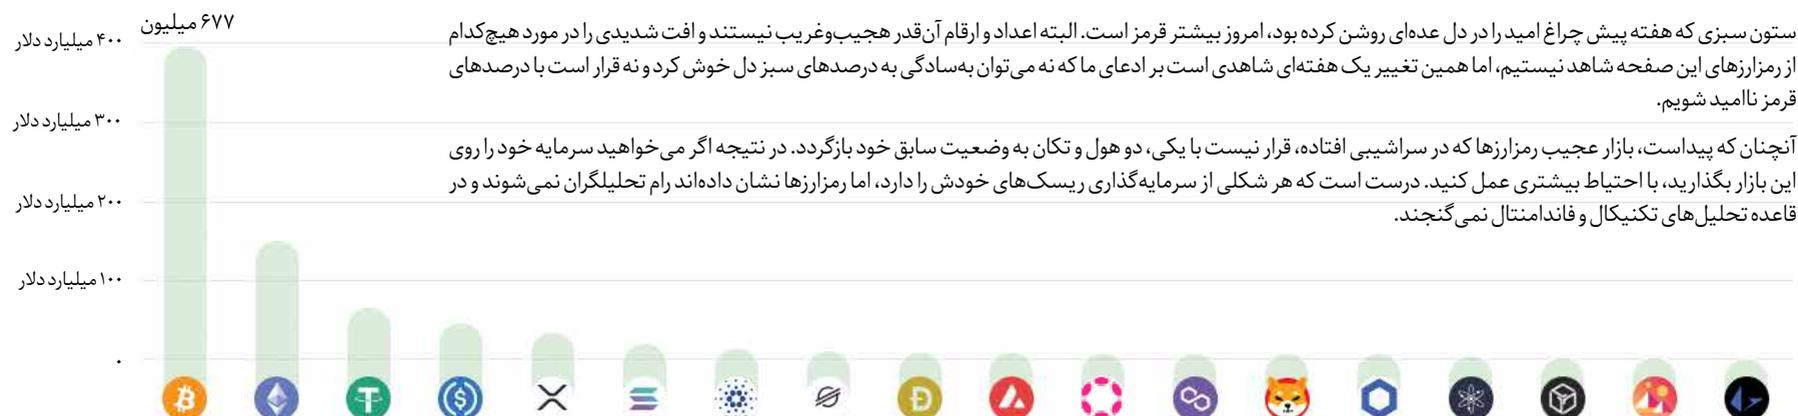 ۶۷۷ میلیون
ستون سبزی که هفته پیش چراغ امید را در دل عده‌ای روشن کرده بود، امروز بیشتر قرمز است. البته اعداد و ارقام آن‌قدر هجیب‌وغریب نیستند و افت شدیدی را در مورد هیچ‌کدام
از رمزارزهای این صفحه شاهد نیستیم، اما همین تغییر یک هفته‌ای شاهدی است بر ادعای ما که نه می‌توان به‌سادگی به درصدهای سبز دل خوش کرد و نه قرار است با درصدهای
قرمز ناامید شویم.
آنچنان که پیداست، بازار عجیب رمزارزها که در سراشیبی افتاده، قرار نیست با یکی، دو هول و تکان به وضعیت سابق خود بازگردد. در نتیجه اگر می‌خواهید سرمایه خود را روی
این بازار بگذارید، با احتیاط بیشتری عمل کنید. درست است که هر شکلی از سرمایه‌گذاری ریسک‌های خودش را دارد، اما رمزارزها نشان داده‌اند رام تحلیلگران نمی‌شوند و در
قاعده تحلیل‌های تکنیکال و فاندامنتال نمی‌گنجند.
۴۰۰ میلیارد دلار
۳۰۰ میلیارد دلار
۲۰۰ میلیارد دلار
۱۰۰ میلیارد دلار
۰